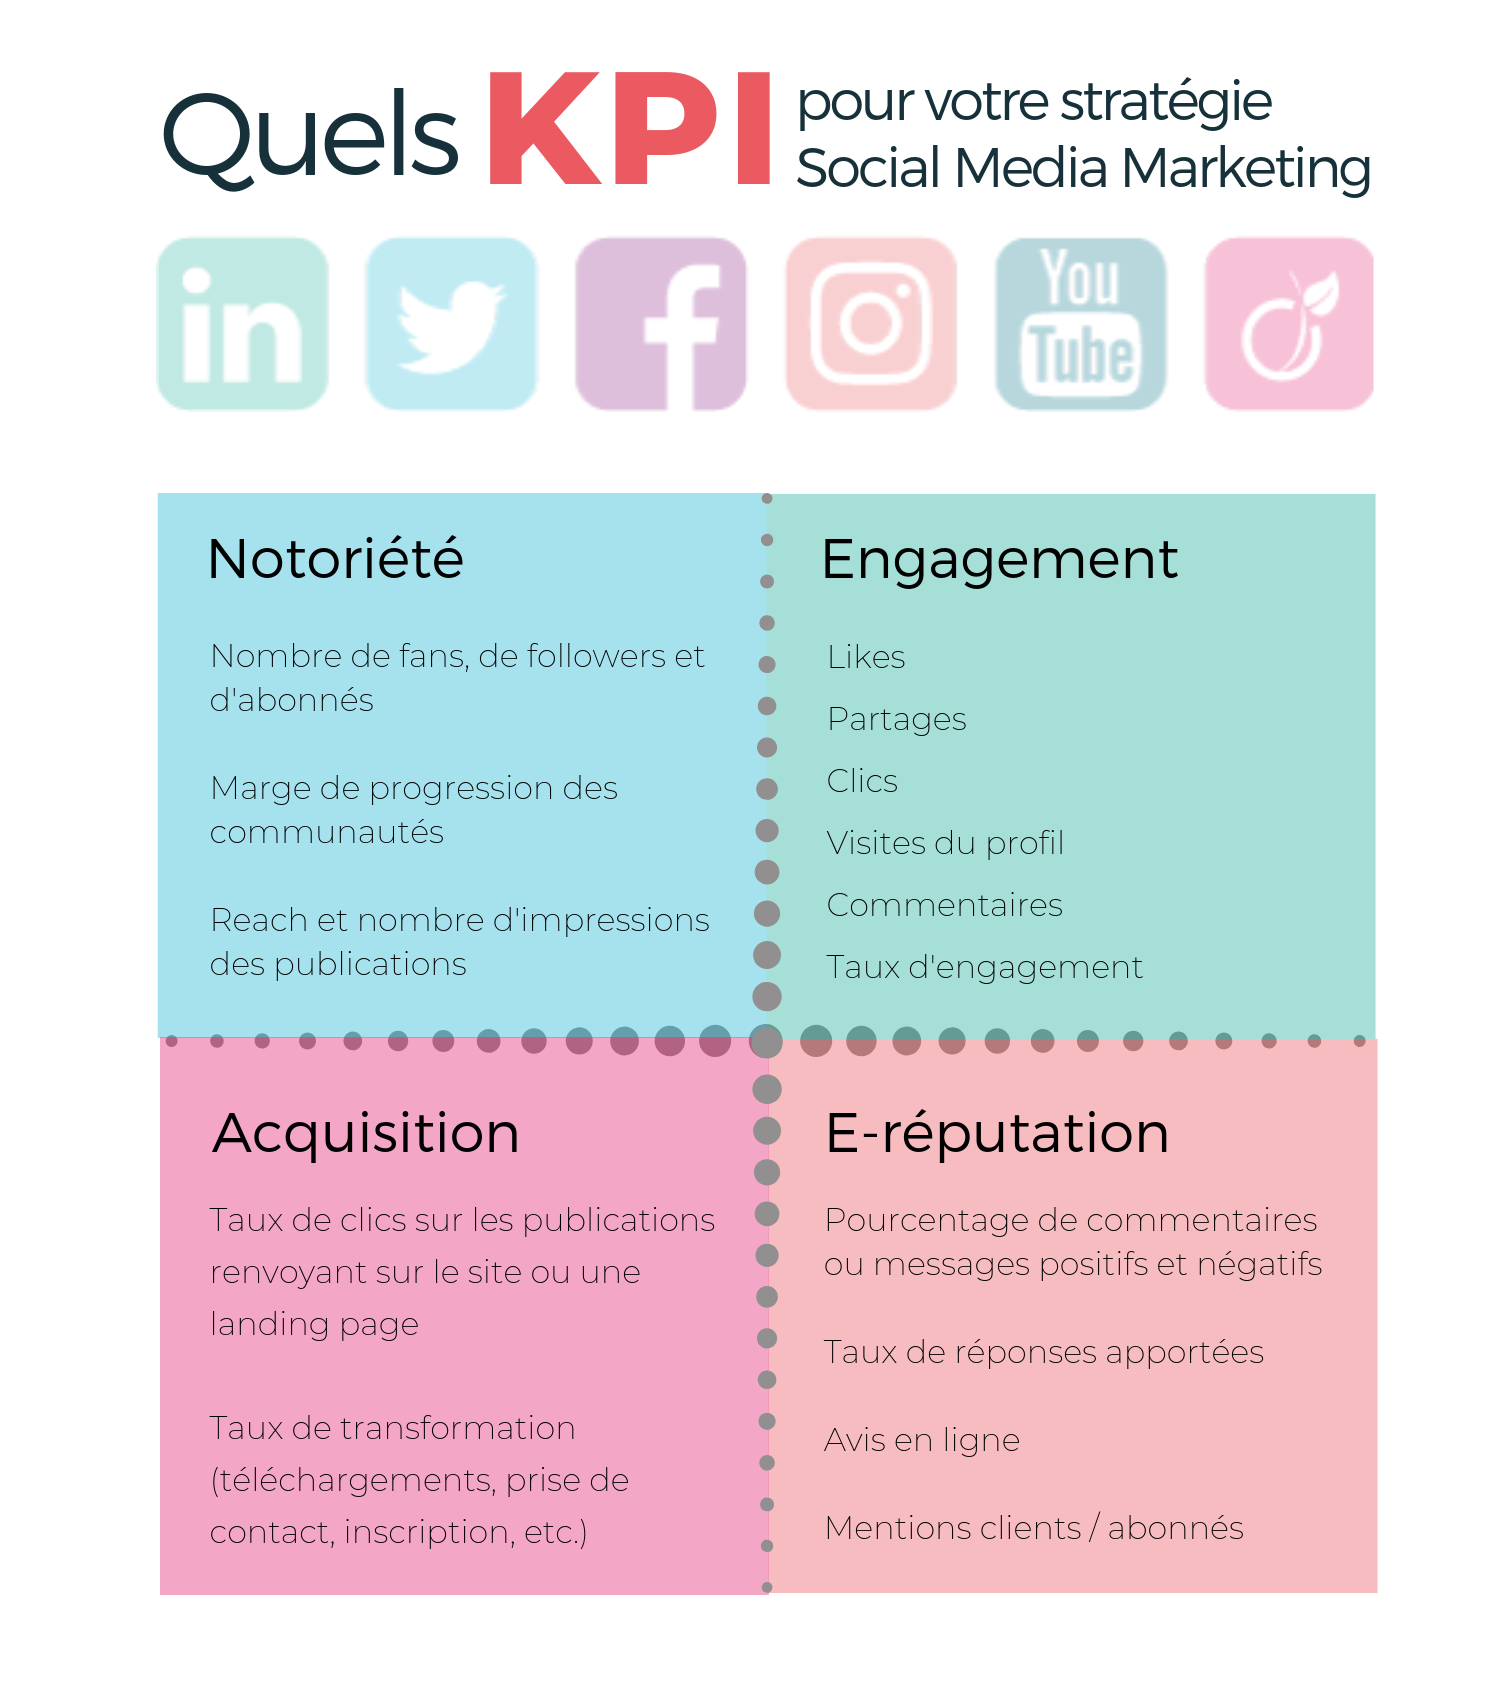 Quels KPI pour votre stratégie
Social Media Marketing
in
f
You
Tube
Notoriété
Nombre de fans, de followers et
d'abonnés
Marge de progression des
communautés
Reach et nombre d'impressions
des publications
Engagement
Likes
Partages
Clics
Visites du profil
Commentaires
Taux d'engagement
Acquisition
Taux de clics sur les publications
renvoyant sur le site ou une
landing page
Taux de transformation
(téléchargements, prise de
contact, inscription, etc.)
E-réputation
Pourcentage de commentaires
ou messages positifs et négatifs
Taux de réponses apportées
Avis en ligne
Mentions clients / abonnés